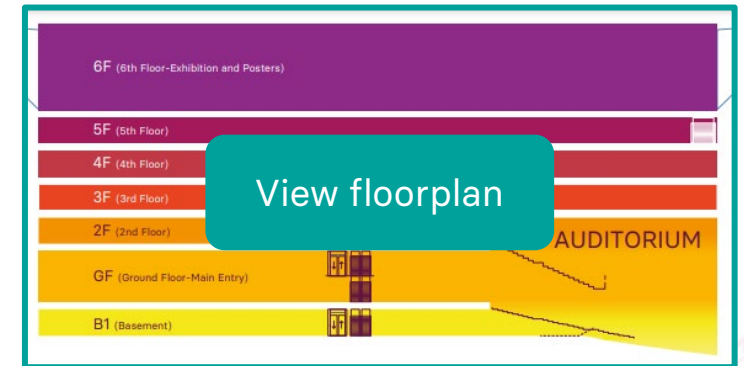 6F (6th Floor-Exhibition and Posters)
5F (5th Floor)
4F (4th Floor)
3F (3rd Floor)
View floorplan
2F (2nd Floor)
AUDITORIUM
GF (Ground Floor-Main Entry)
B1 (Basement)